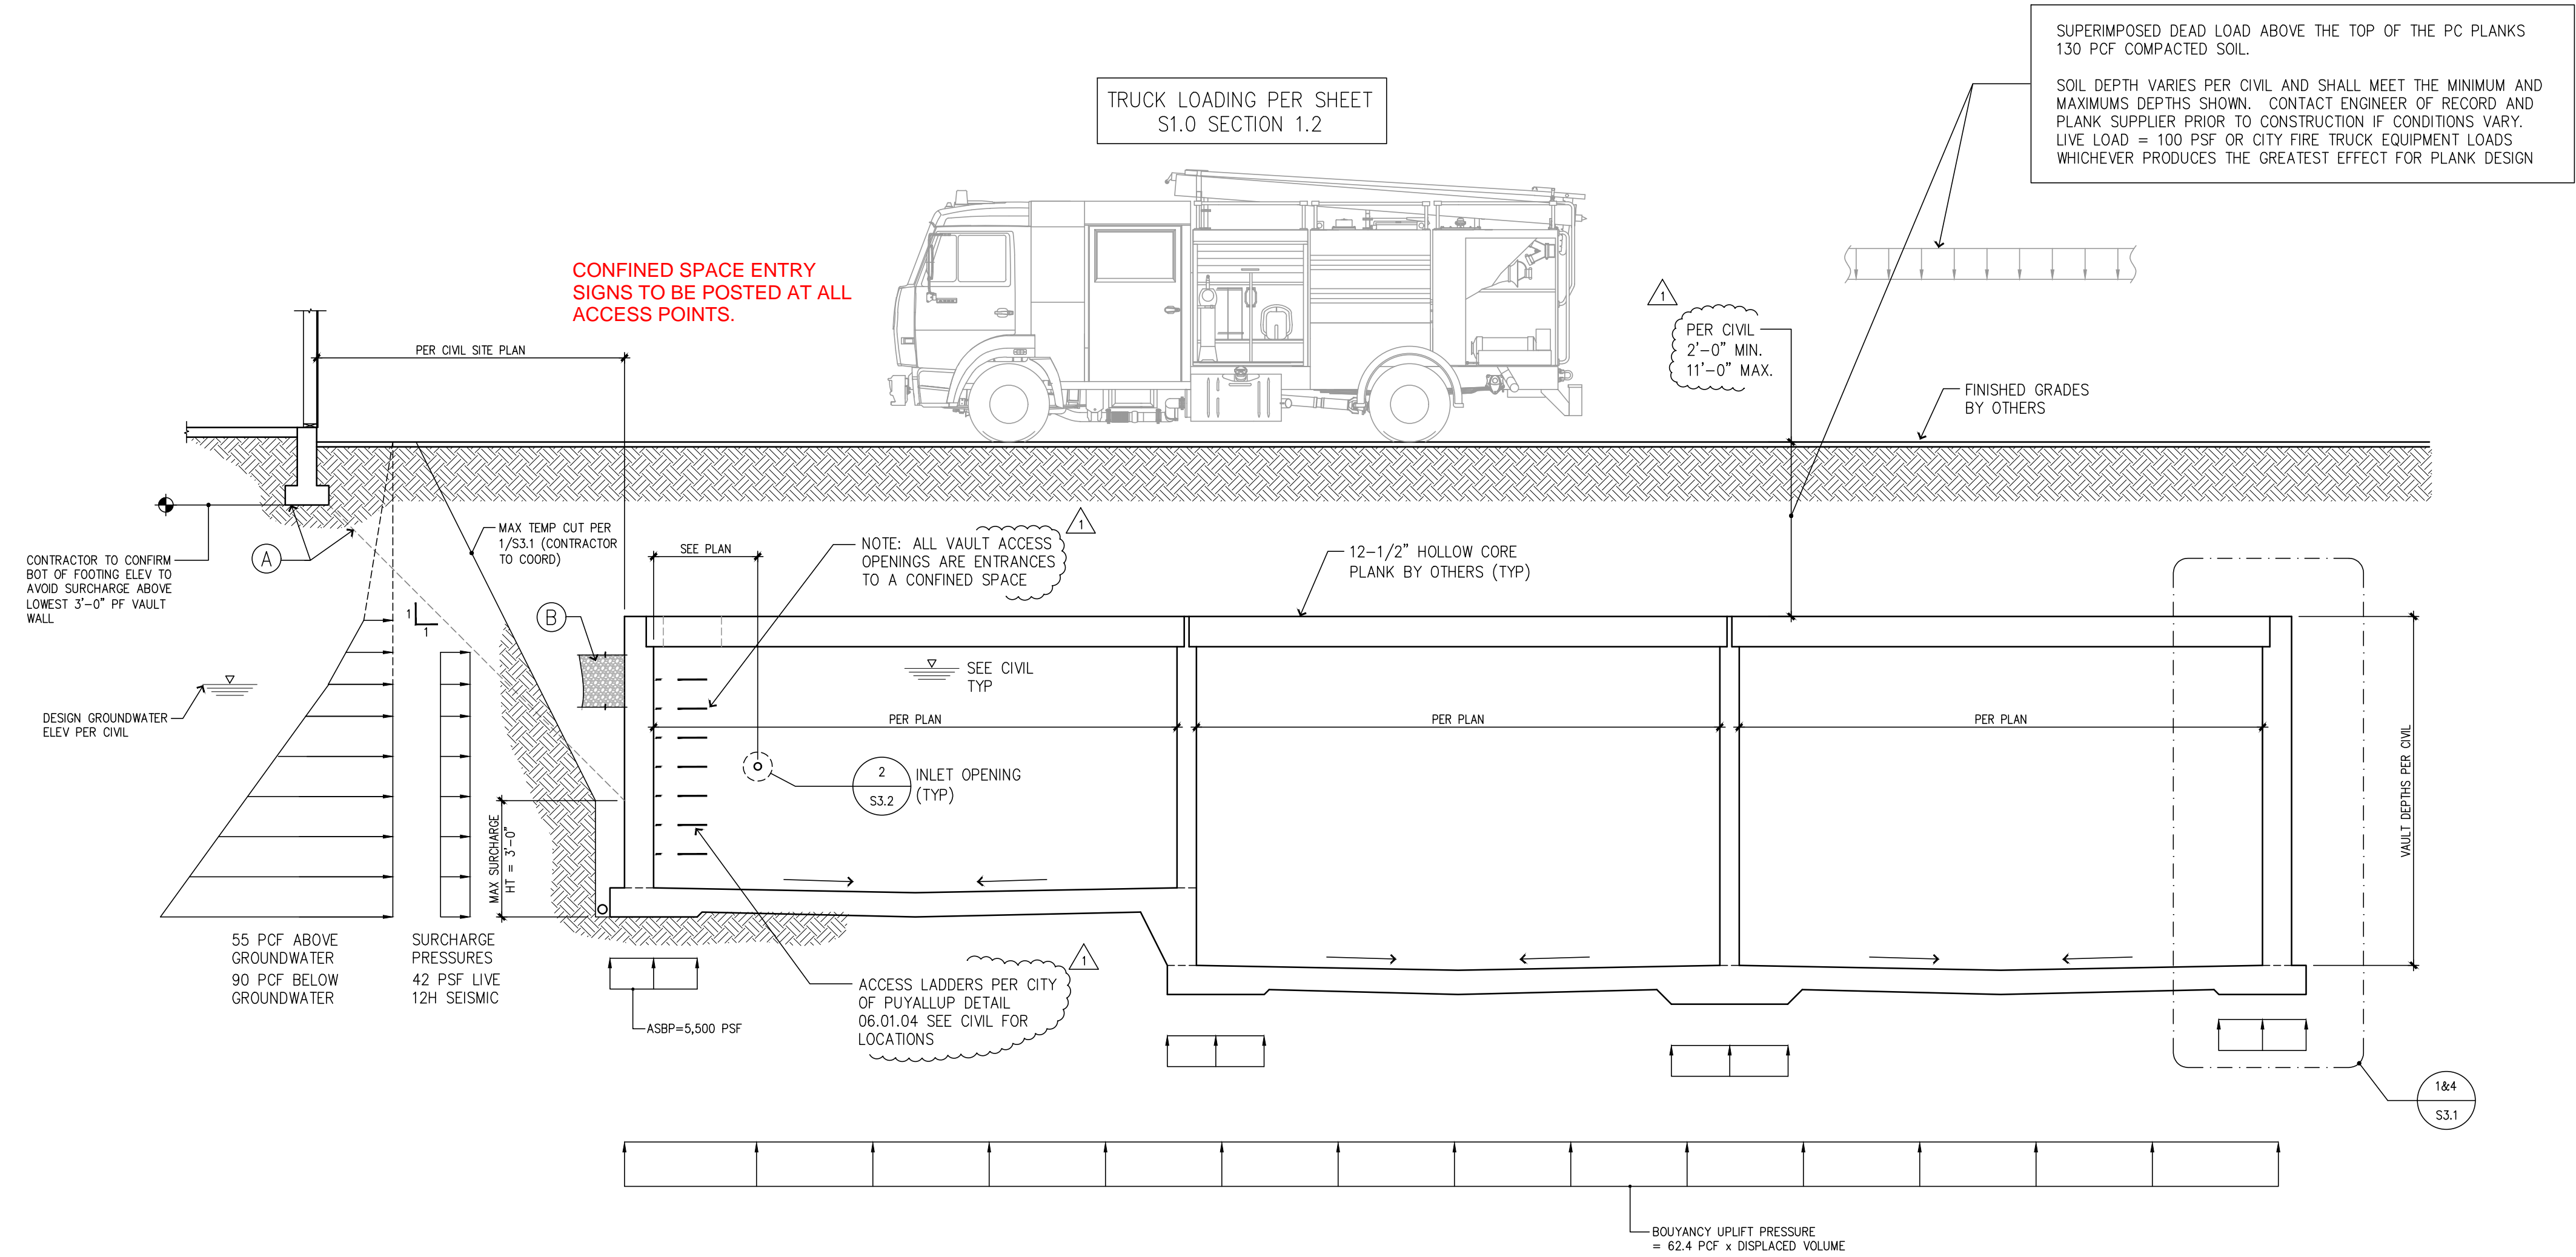 SUPERIMPOSED DEAD LOAD ABOVE THE TOP OF THE PC PLANKS
130 PCF COMPACTED SOIL.
SOIL DEPTH VARIES PER CIVIL AND SHALL MEET THE MINIMUM AND
MAXIMUMS DEPTHS SHOWN. CONTACT ENGINEER OF RECORD AND
PLANK SUPPLIER PRIOR TO CONSTRUCTION IF CONDITIONS VARY.
LIVE LOAD = 100 PSF OR CITY FIRE TRUCK EQUIPMENT LOADS
WHICHEVER PRODUCES THE GREATEST EFFECT FOR PLANK DESIGN
TRUCK LOADING PER SHEET
S1.0 SECTION 1.2
CONFINED SPACE ENTRY
SIGNS TO BE POSTED AT ALL
ACCESS POINTS.
1
PER CIVIL
2'-0" MIN.
11'-0" MAX.
PER CIVIL SITE PLAN
FINISHED GRADES
BY OTHERS
A
CONTRACTOR TO CONFIRM
BOT OF FOOTING ELEV TO
AVOID SURCHARGE ABOVE
LOWEST 3'-0" PF VAULT
WALL
MAX TEMP CUT PER
1/S3.1 (CONTRACTOR
TO COORD)
SEE PLAN
NOTE: ALL VAULT ACCESS
OPENINGS ARE ENTRANCES
TO A CONFINED SPACE
1
12-1/2" HOLLOW CORE
PLANK BY OTHERS (TYP)
1
1
B
SEE CIVIL
TYP
DESIGN GROUNDWATER
ELEV PER CIVIL
PER PLAN
PER PLAN
PER PLAN
VAULT DEPTHS PER CIVIL
2
S3.2
INLET OPENING
(TYP)
MAX SURCHARGE
HT = 3'-0"
55 PCF ABOVE
GROUNDWATER
90 PCF BELOW
GROUNDWATER
SURCHARGE
PRESSURES
42 PSF LIVE
12H SEISMIC
ASBP=5,500 PSF
1
ACCESS LADDERS PER CITY
OF PUYALLUP DETAIL
06.01.04 SEE CIVIL FOR
LOCATIONS
1&4
S3.1
BOUYANCY UPLIFT PRESSURE
= 62.4 PCF x DISPLACED VOLUME